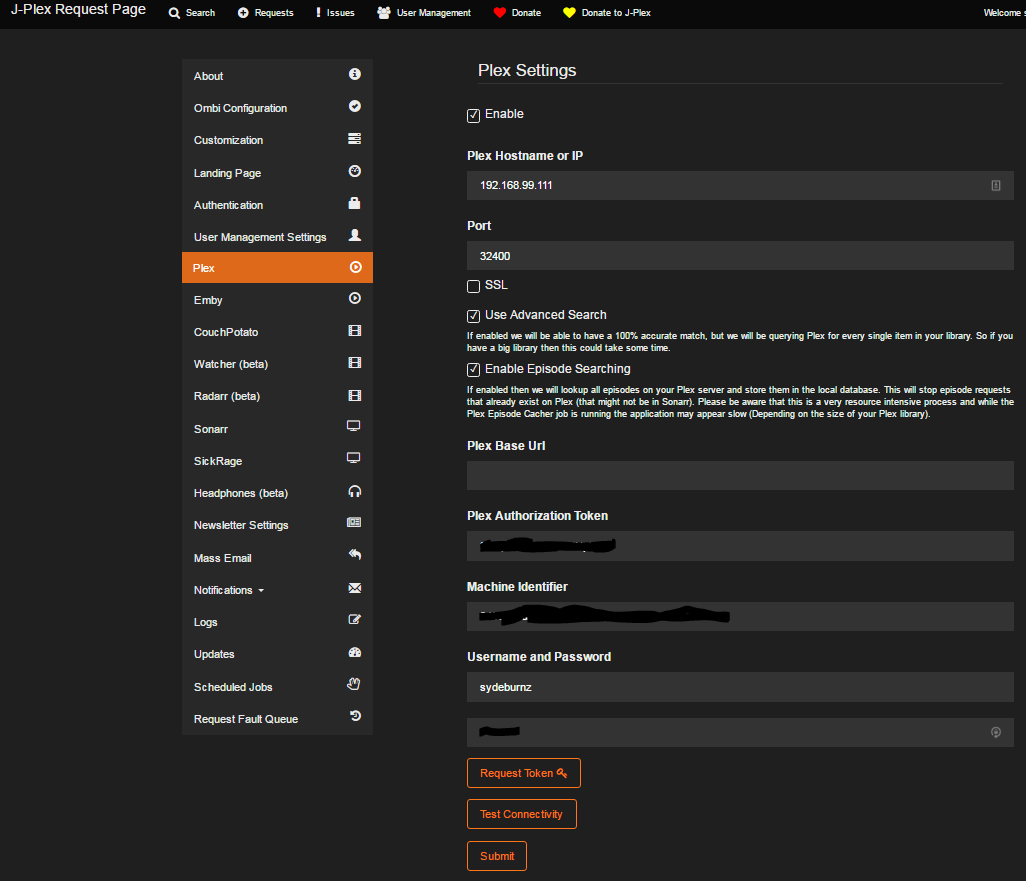 J-Plex Request Page Search Requests Issues User Management Donate Donate to J-Plex Welcome
About
Ombi Configuration
Customization
Landing Page
Authentication
User Management Settings
Plex
Emby
CouchPotato
Watcher (beta)
Radarr (beta)
Sonarr
SickRage
Headphones (beta)
Newsletter Settings
Mass Email
Notifications
Logs
Updates
Scheduled Jobs
Request Fault Queue
Plex Settings
Enable
Plex Hostname or IP
192.168.99.111
Port
32400
SSL
Use Advanced Search
If enabled we will be able to have a 100% accurate match, but we will be querying Plex for every single item in your library. So if you
have a big library then this could take some time.
Enable Episode Searching
If enabled then we will lookup all episodes on your Plex server and store them in the local database. This will stop episode requests
that already exist on Plex (that might not be in Sonarr). Please be aware that this is a very resource intensive process and while the
Plex Episode Cacher job is running the application may appear slow (Depending on the size of your Plex library).
Plex Base Url
Plex Authorization Token
Machine Identifier
Username and Password
sydeburnz
Request Token
Test Connectivity
Submit